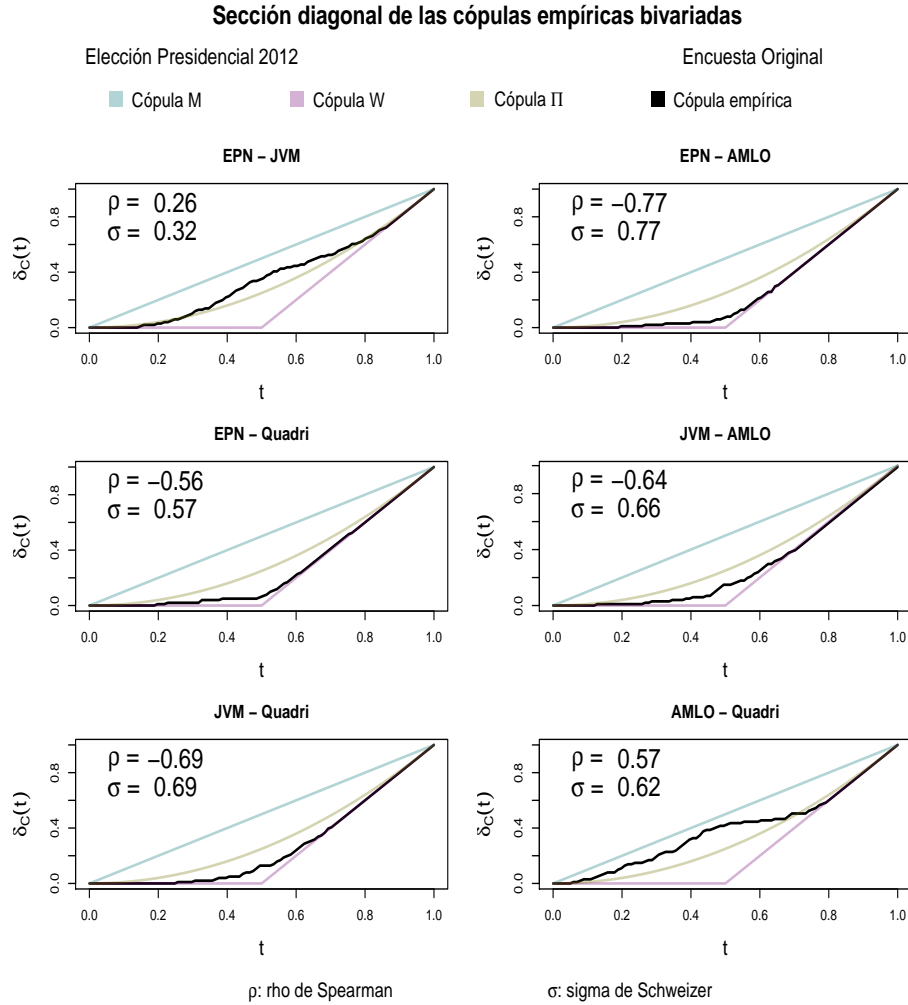 Sección diagonal de las cópulas empíricas bivariadas
Elección Presidencial 2012 Encuesta Original
Cópula M Cópula W Cópula Π Cópula empírica
EPN − JVM
ρ = 0.26
σ = 0.32
δC(t)
0.0 0.4 0.8
0.0 0.2 0.4 0.6 0.8 1.0
t
EPN − AMLO
ρ = −0.77
σ = 0.77
δC(t)
0.0 0.4 0.8
0.0 0.2 0.4 0.6 0.8 1.0
t
EPN − Quadri
ρ = −0.56
σ = 0.57
δC(t)
0.0 0.4 0.8
0.0 0.2 0.4 0.6 0.8 1.0
t
JVM − AMLO
ρ = −0.64
σ = 0.66
δC(t)
0.0 0.4 0.8
0.0 0.2 0.4 0.6 0.8 1.0
t
JVM − Quadri
ρ = −0.69
σ = 0.69
δC(t)
0.0 0.4 0.8
0.0 0.2 0.4 0.6 0.8 1.0
t
AMLO − Quadri
ρ = 0.57
σ = 0.62
δC(t)
0.0 0.4 0.8
0.0 0.2 0.4 0.6 0.8 1.0
t
ρ: rho de Spearman σ: sigma de Schweizer